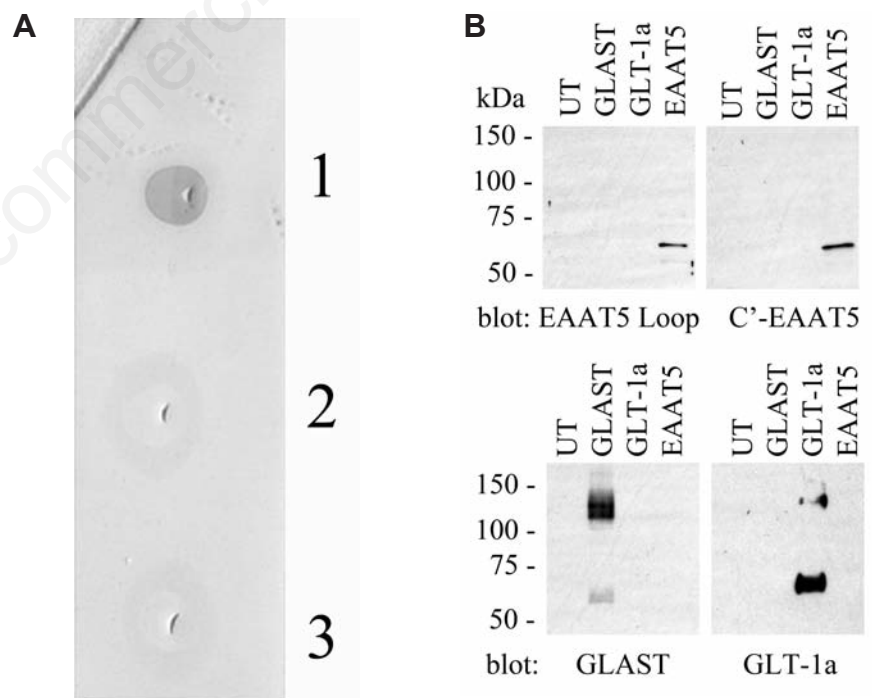 A
commerci
1
2
3
B
kDa
UT
GLAST
GLT-1a
EAAT5
UT
GLAST
GLT-1a
EAAT5
150 -
100 -
75 -
50 -
blot: EAAT5 Loop C’-EAAT5
UT
GLAST
GLT-1a
EAAT5
UT
GLAST
GLT-1a
EAAT5
150 -
100 -
75 -
50 -
blot: GLAST GLT-1a